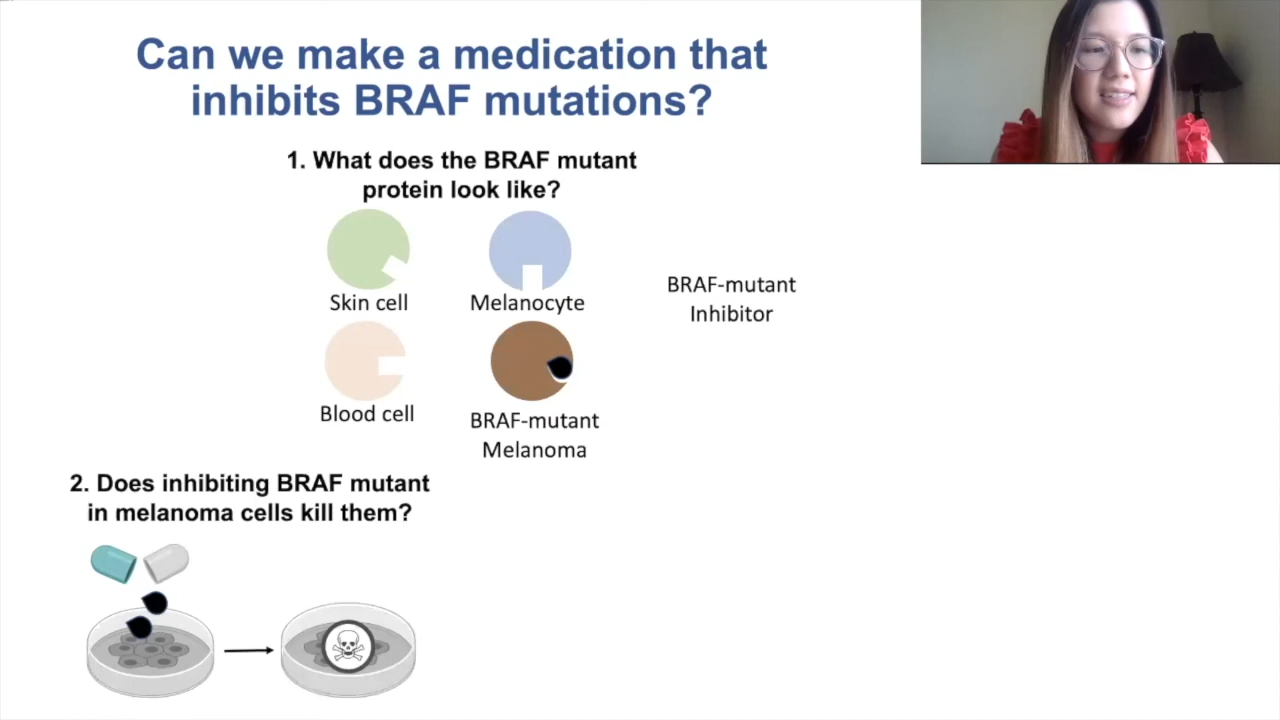 Can we make a medication that
inhibits BRAF mutations?
1. What does the BRAF mutant
protein look like?
Skin cell
Melanocyte
BRAF-mutant
Inhibitor
Blood cell
BRAF-mutant
Melanoma
2. Does inhibiting BRAF mutant
in melanoma cells kill them?